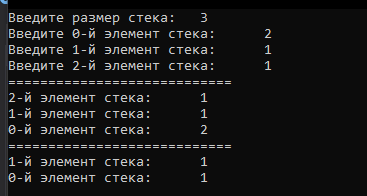 Введите размер стека: 3
Введите 0-й элемент стека: 2
Введите 1-й элемент стека: 1
Введите 2-й элемент стека: 1
============================
2-й элемент стека: 1
1-й элемент стека: 1
0-й элемент стека: 2
============================
1-й элемент стека: 1
0-й элемент стека: 1